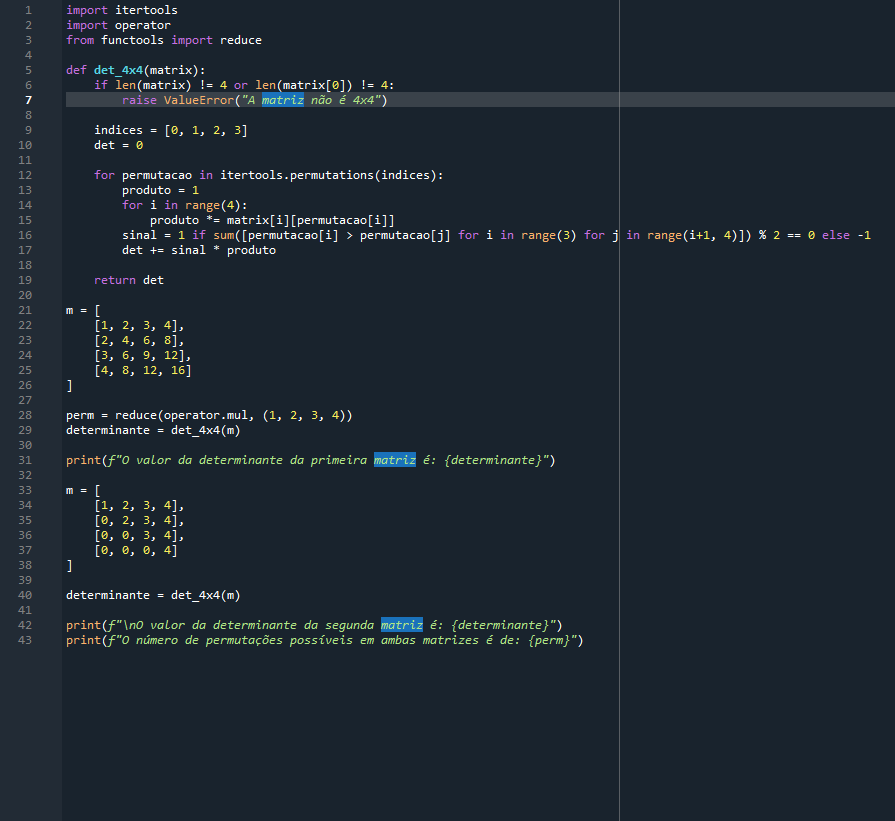 1 import itertools
2 import operator
3 from functools import reduce
4
5 def det_4x4(matrix):
6     if len(matrix) != 4 or len(matrix[0]) != 4:
7         raise ValueError("A matriz não é 4x4")
8
9     indices = [0, 1, 2, 3]
10     det = 0
11
12     for permutacao in itertools.permutations(indices):
13         produto = 1
14         for i in range(4):
15             produto *= matrix[i][permutacao[i]]
16         sinal = 1 if sum([permutacao[i] > permutacao[j] for i in range(3) for j in range(i+1, 4)]) % 2 == 0 else -1
17         det += sinal * produto
18
19     return det
20
21 m = [
22     [1, 2, 3, 4],
23     [2, 4, 6, 8],
24     [3, 6, 9, 12],
25     [4, 8, 12, 16]
26 ]
27
28 perm = reduce(operator.mul, (1, 2, 3, 4))
29 determinante = det_4x4(m)
30
31 print(f"O valor da determinante da primeira matriz é: {determinante}")
32
33 m = [
34     [1, 2, 3, 4],
35     [0, 2, 3, 4],
36     [0, 0, 3, 4],
37     [0, 0, 0, 4]
38 ]
39
40 determinante = det_4x4(m)
41
42 print(f"\nO valor da determinante da segunda matriz é: {determinante}")
43 print(f"O número de permutações possíveis em ambas matrizes é de: {perm}")